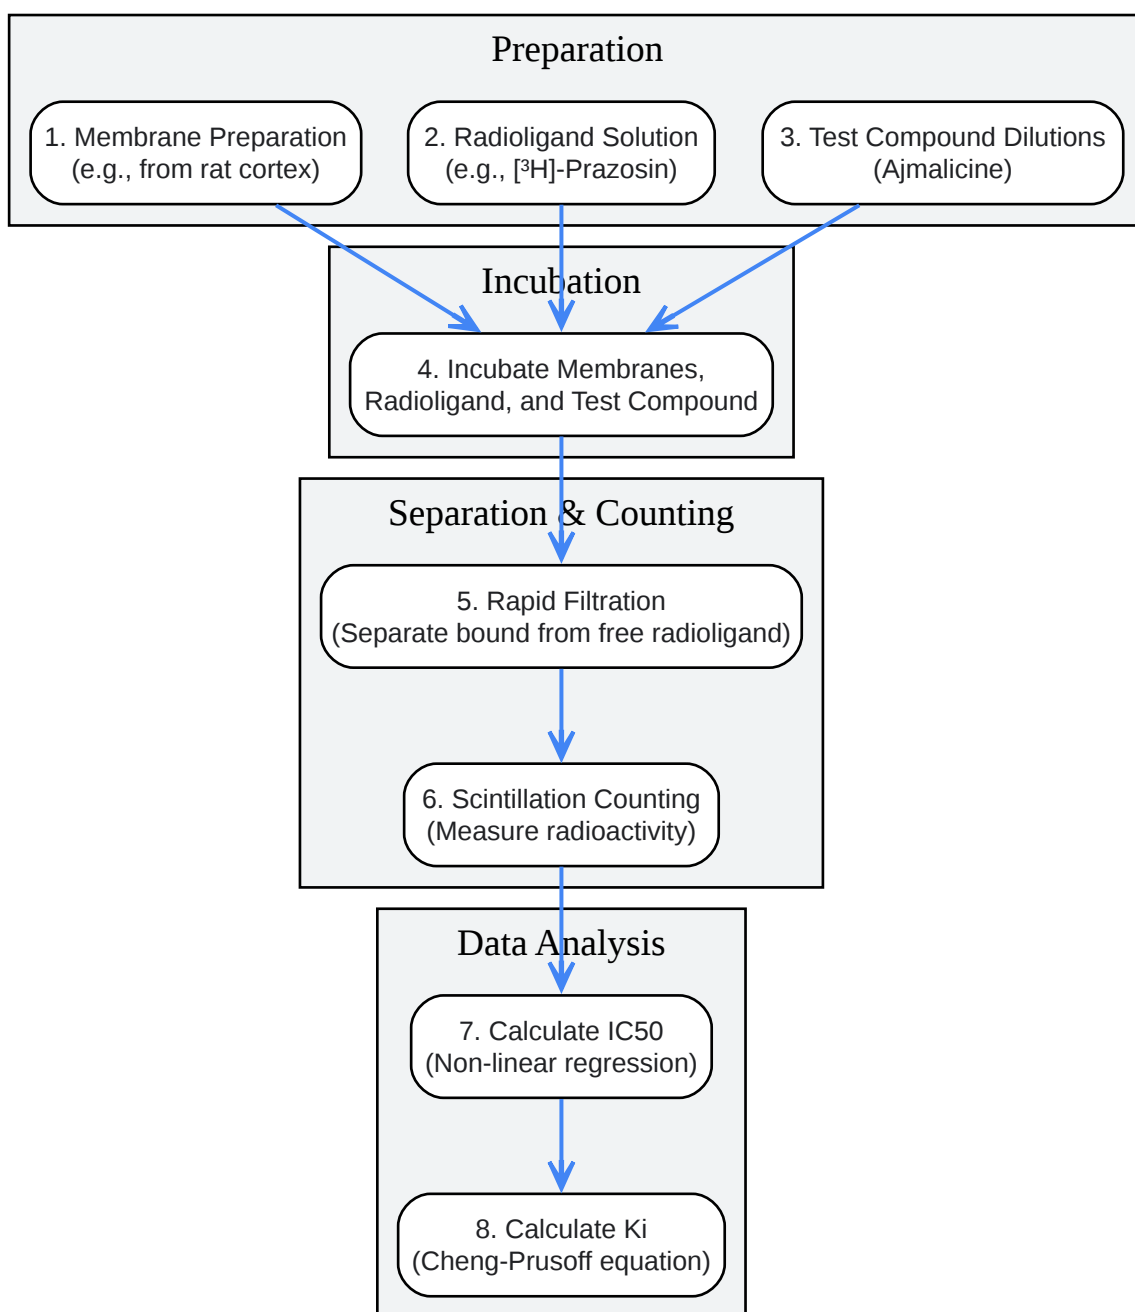 Preparation
1. Membrane Preparation
(e.g., from rat cortex)
2. Radioligand Solution
(e.g., [³H]-Prazosin)
3. Test Compound Dilutions
(Ajmalicine)
Incubation
4. Incubate Membranes,
Radioligand, and Test Compound
Separation & Counting
5. Rapid Filtration
(Separate bound from free radioligand)
6. Scintillation Counting
(Measure radioactivity)
Data Analysis
7. Calculate IC50
(Non-linear regression)
8. Calculate Ki
(Cheng-Prusoff equation)